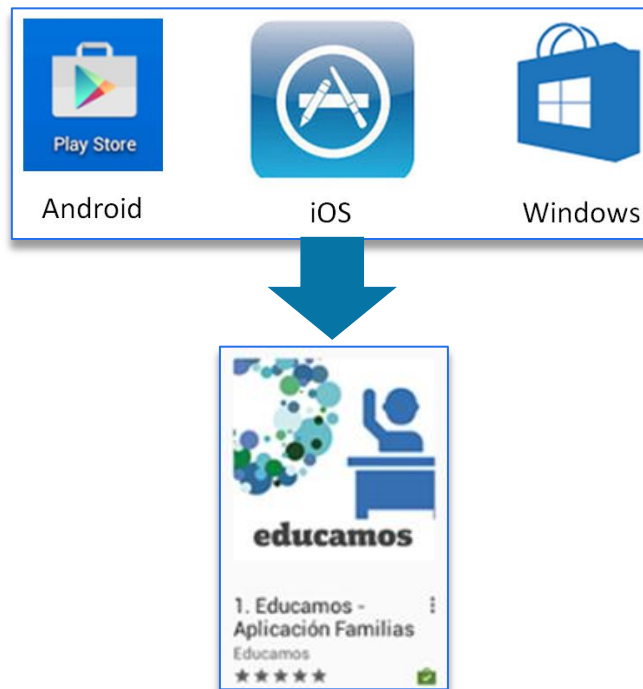 Play Store
Android
iOS
Windows
educamos
1. Educamos -
Aplicación Familias
Educamos